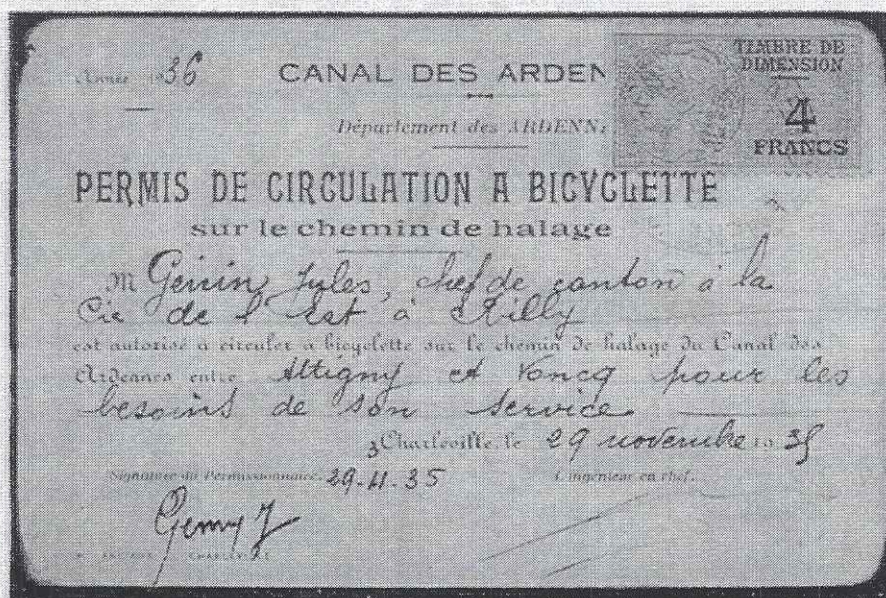 Année 1936
CANAL DES ARDEN
TIMBRE DE
DIMENSION
4
FRANCS
Département des ARDENN
PERMIS DE CIRCULATION A BICYCLETTE
sur le chemin de halage
M Genin Jules, chef de canton à la
Cie de l'Est à Rilly
est autorisé à circuler à bicyclette sur le chemin de halage du Canal des
Ardennes entre Attigny et Voncq pour les
besoins de son service
Charleville, le 29 novembre 1935
Signature du Permissionnaire. 29-11-35 L'ingénieur en chef.